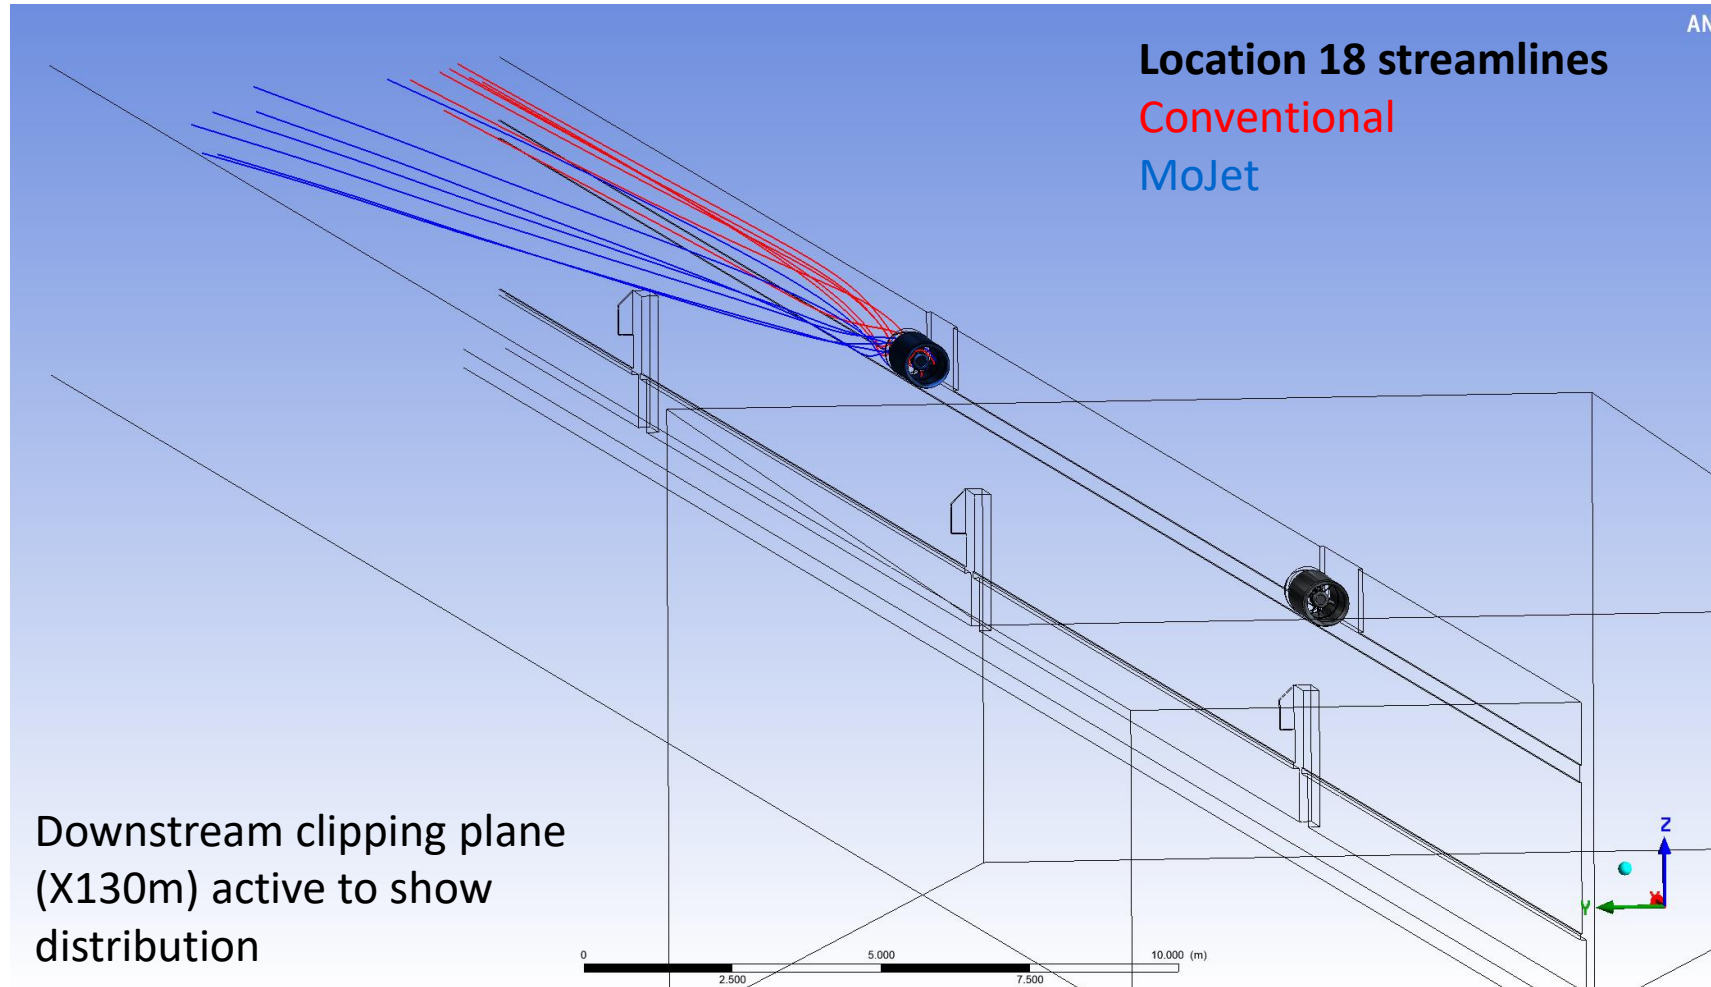 AN
Location 18 streamlines
Conventional
MoJet
Downstream clipping plane
(X130m) active to show
distribution
0 5.000 10.000 (m)
2.500 7.500
Z
Y
X